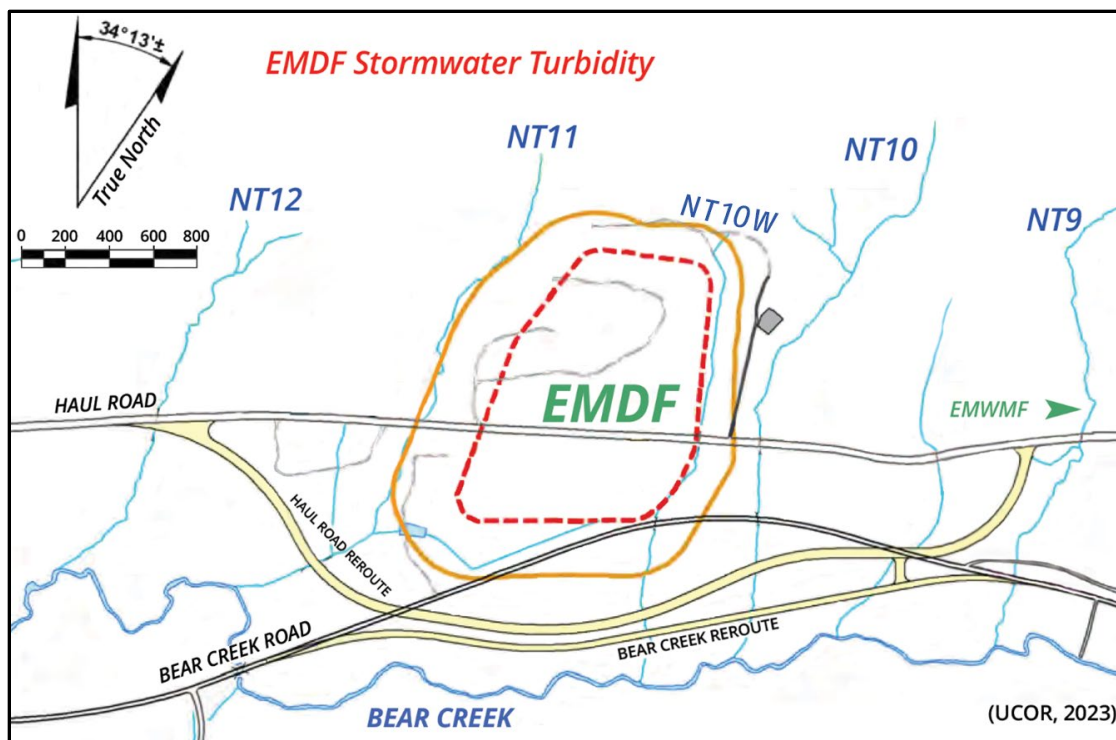 34°13'±
True North
EMDF Stormwater Turbidity
NT12
NT11
NT10W
NT10
NT9
0 200 400 600 800
HAUL ROAD
EMDF
EMWMF
HAUL ROAD REROUTE
BEAR CREEK ROAD
BEAR CREEK REROUTE
BEAR CREEK
(UCOR, 2023)